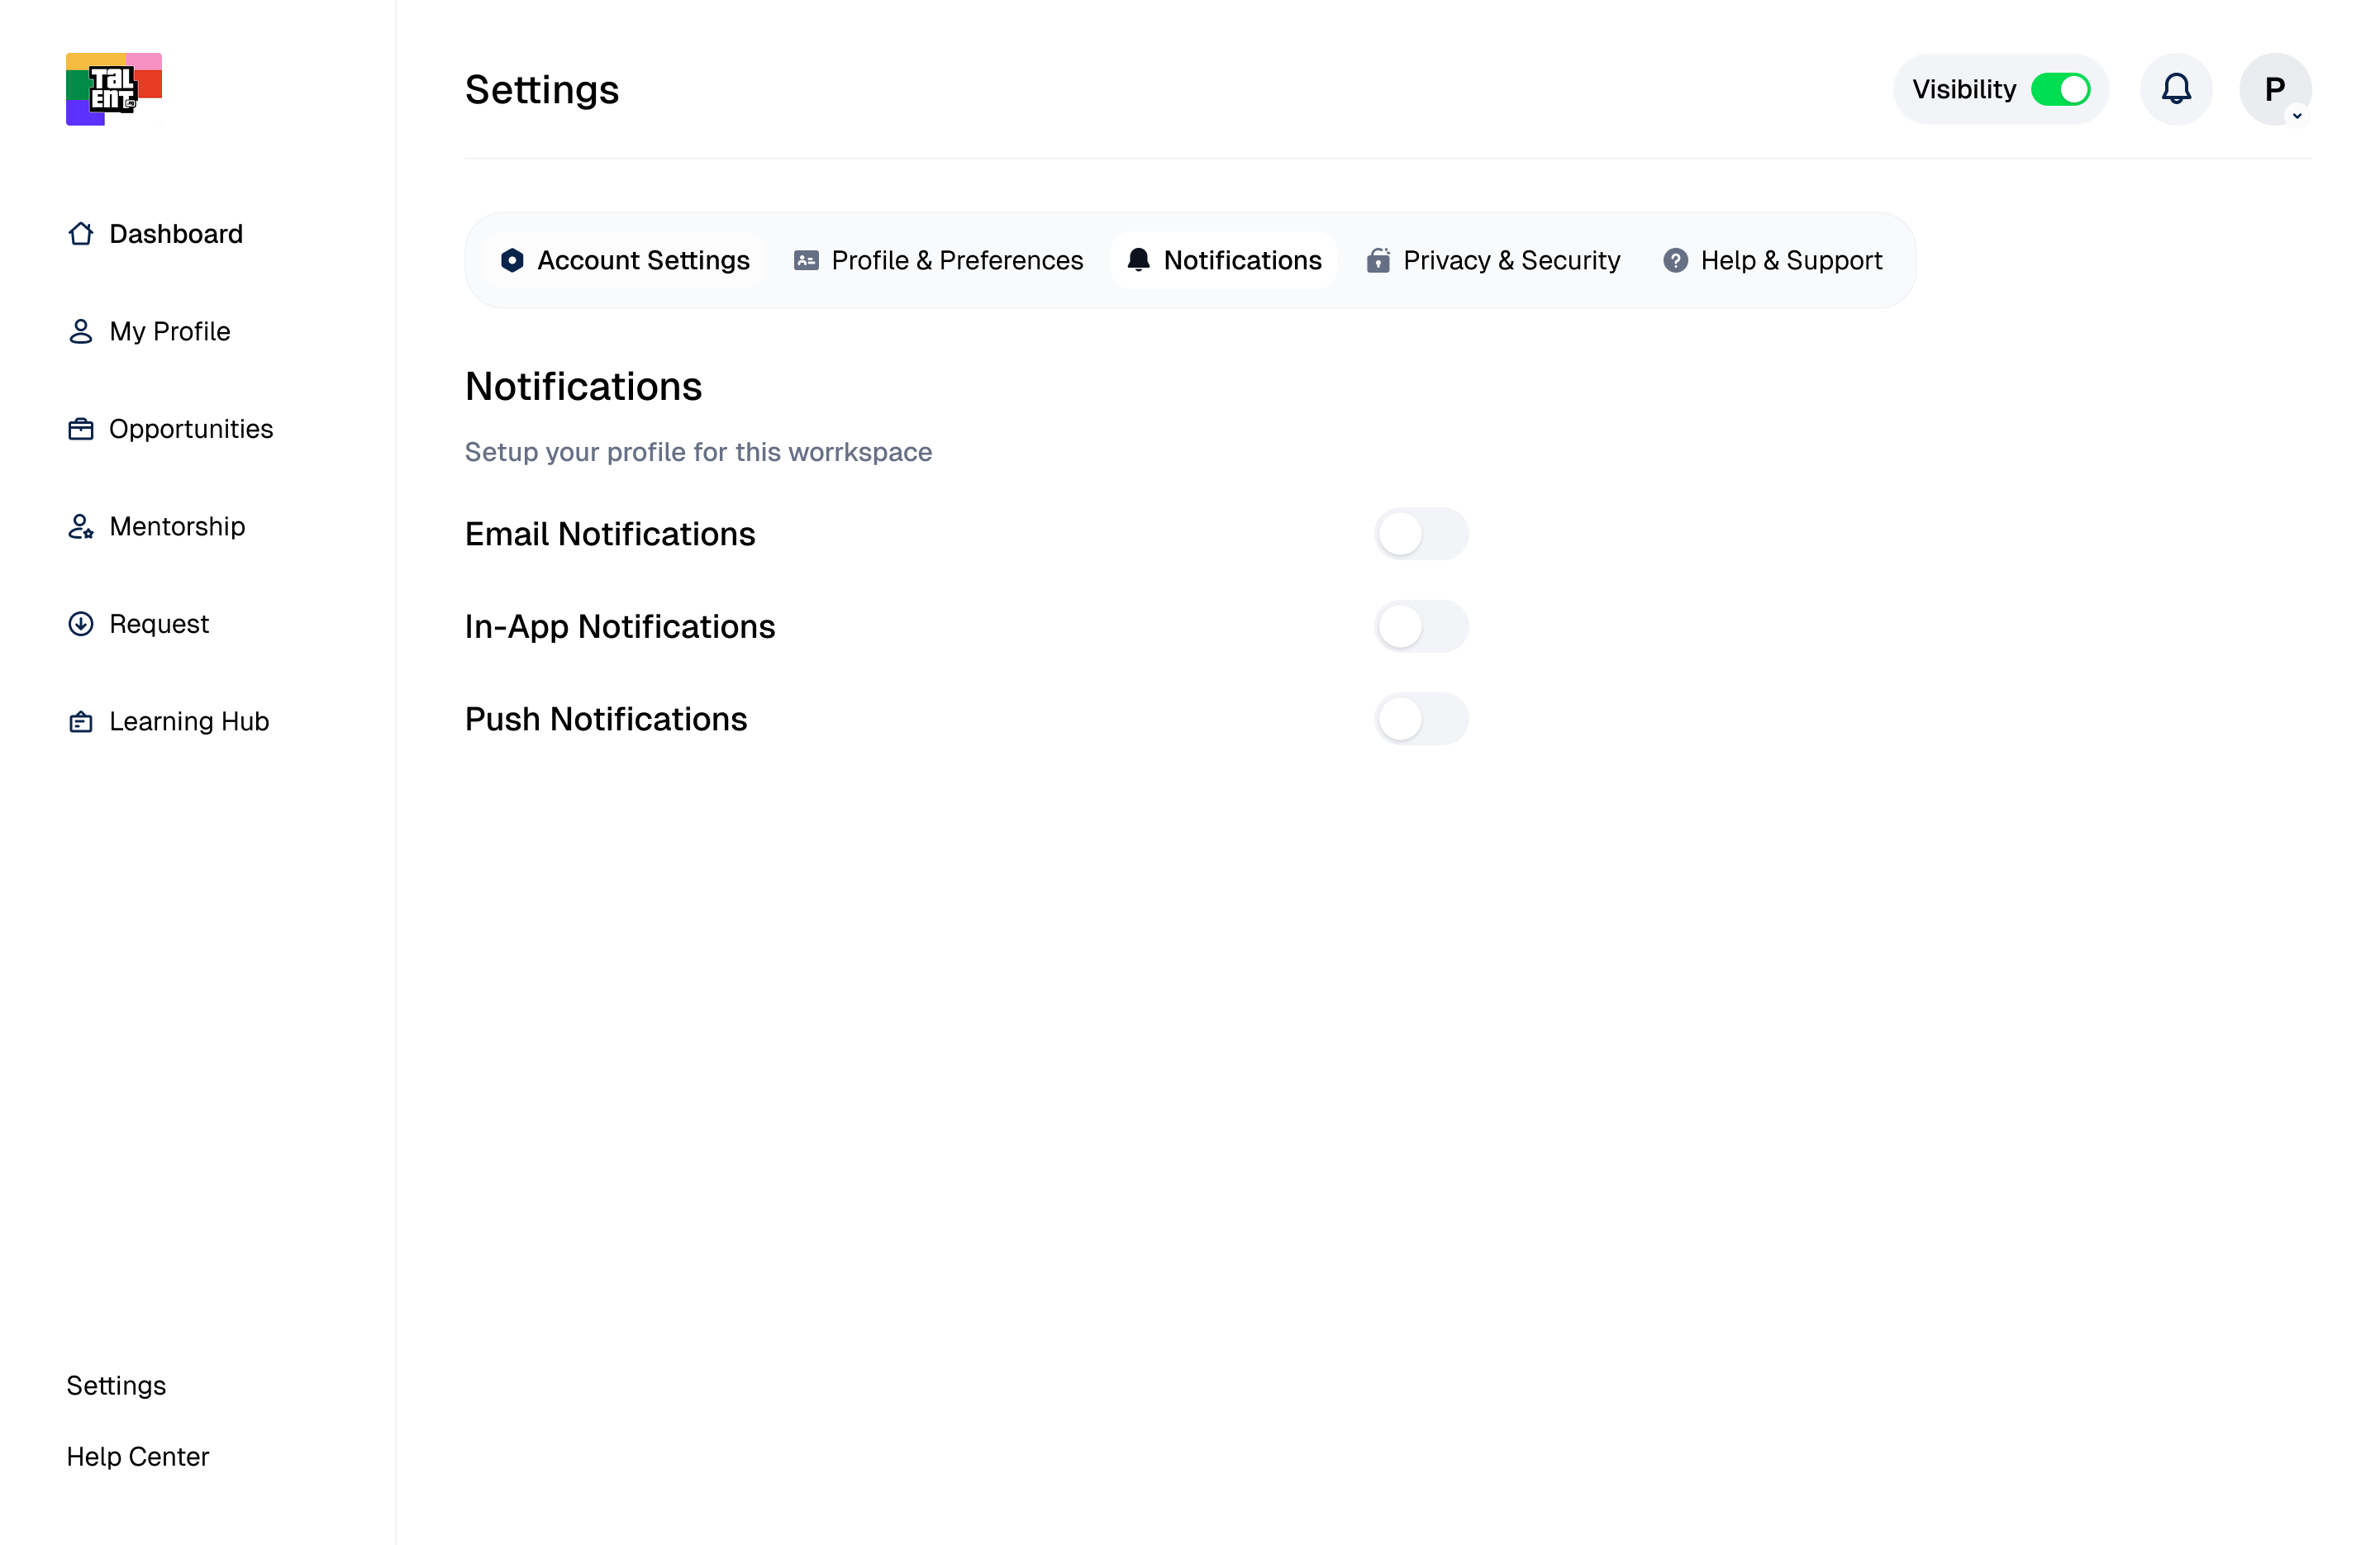 TaL
ENT
Settings
Visibility
P
Dashboard
My Profile
Opportunities
Mentorship
Request
Learning Hub
Settings
Help Center
Account Settings
Profile & Preferences
Notifications
Privacy & Security
Help & Support
Notifications
Setup your profile for this worrkspace
Email Notifications
In-App Notifications
Push Notifications